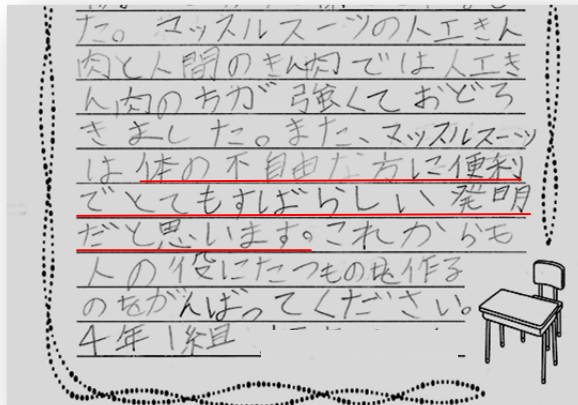 た。マッスルスーツの人工きん
肉と人間のきん肉では人工き
ん肉の方が強くておどろ
きました。また、マッスルスーツ
は体の不自由な方に便利
でとてもすばらしい発明
だと思います。これからも
人の役にたつものを作る
のをがんばってください。
4年1組